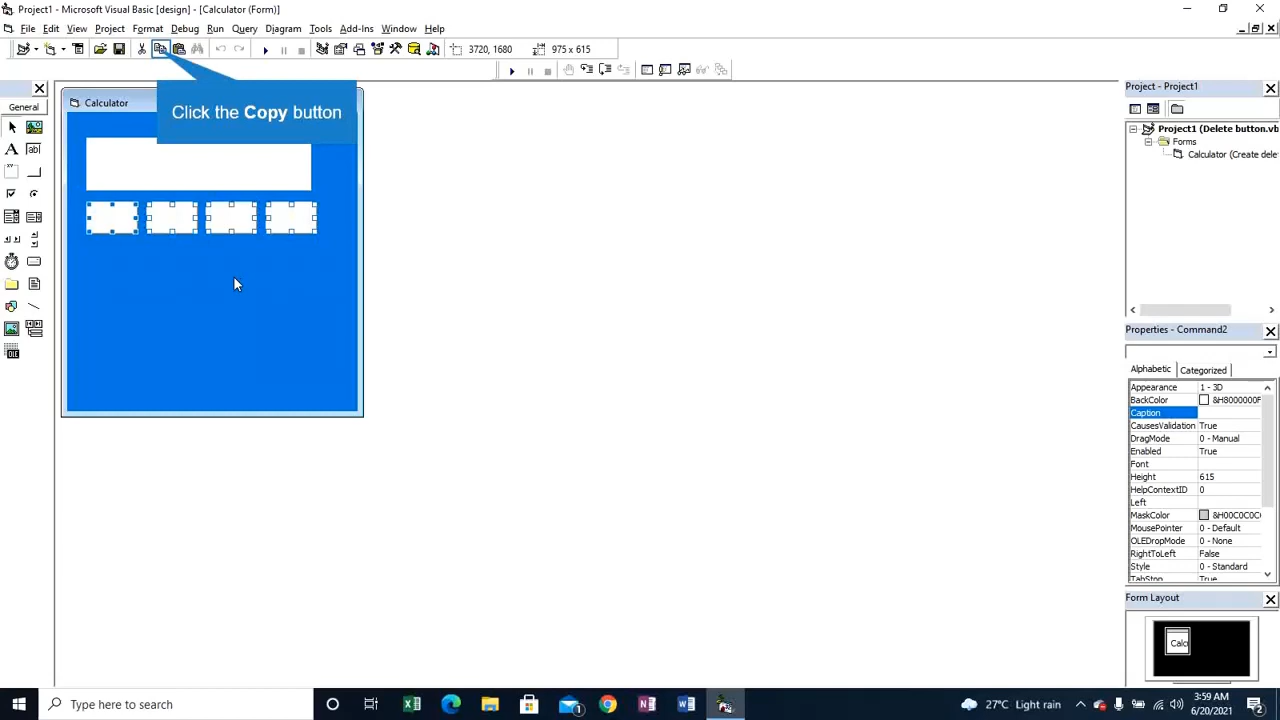 Project1 - Microsoft Visual Basic [design] - [Calculator (Form)]
File Edit View Project Format Debug Run Query Diagram Tools Add-Ins Window Help
3720, 1680
975 x 615
General
Calculator
Click the Copy button
Project - Project1
Project1 (Delete button.vb
Forms
Calculator (Create dele
Properties - Command2
Alphabetic Categorized
Appearance 1 - 3D
BackColor &H8000000F
Caption
CausesValidation True
DragMode 0 - Manual
Enabled True
Font
Height 615
HelpContextID 0
Left
MaskColor &H00C0C0C0
MousePointer 0 - Default
OLEDropMode 0 - None
RightToLeft False
Style 0 - Standard
TabStop True
Form Layout
Calc
Type here to search
27°C Light rain
3:59 AM
6/20/2021